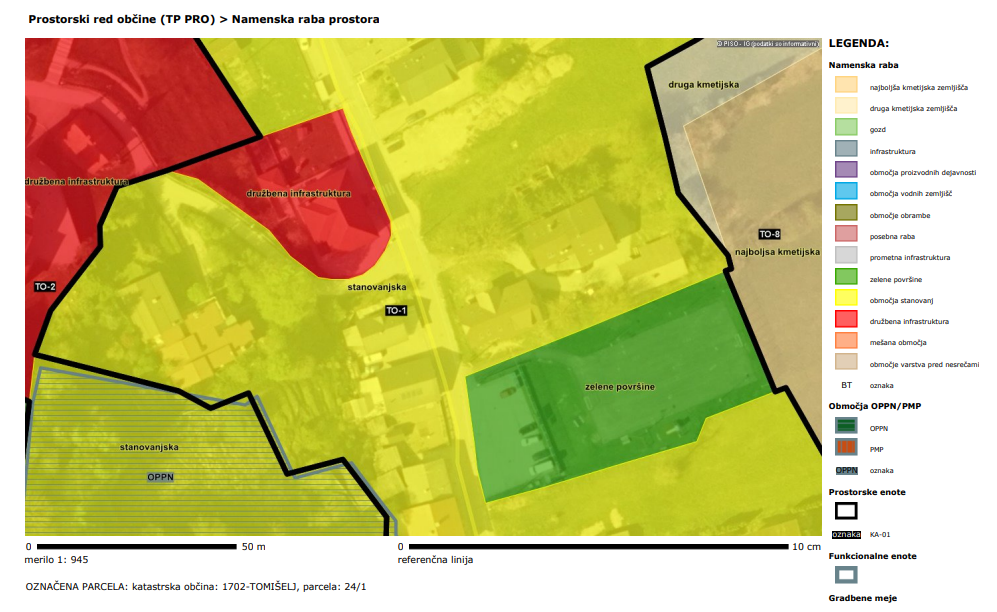 Prostorski red občine (TP PRO) > Namenska raba prostora
© PISO - IG(podatki so informativni)
druga kmetijska
družbena infrastruktura
družbena infrastruktura
TO-8
najboljsa kmetijska
TO-2
stanovanjska
TO-1
zelene površine
stanovanjska
OPPN
LEGENDA:
Namenska raba
najboljša kmetijska zemljišča
druga kmetijska zemljišča
gozd
infrastruktura
območja proizvodnih dejavnosti
območja vodnih zemljišč
območje obrambe
posebna raba
prometna infrastruktura
zelene površine
območja stanovanj
družbena infrastruktura
mešana območja
območje varstva pred nesrečami
BT oznaka
Območja OPPN/PMP
OPPN
PMP
OPPN oznaka
Prostorske enote
oznaka KA-01
Funkcionalne enote
Gradbene meje
0 50 m
merilo 1: 945
0 10 cm
referenčna linija
OZNAČENA PARCELA: katastrska občina: 1702-TOMIŠELJ, parcela: 24/1